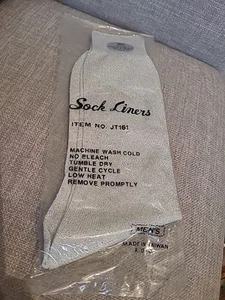 Sock Liners
ITEM NO. JT161
MACHINE WASH COLD
NO BLEACH
TUMBLE DRY
GENTLE CYCLE
LOW HEAT
REMOVE PROMPTLY
MEN'S
MADE IN TAIWAN